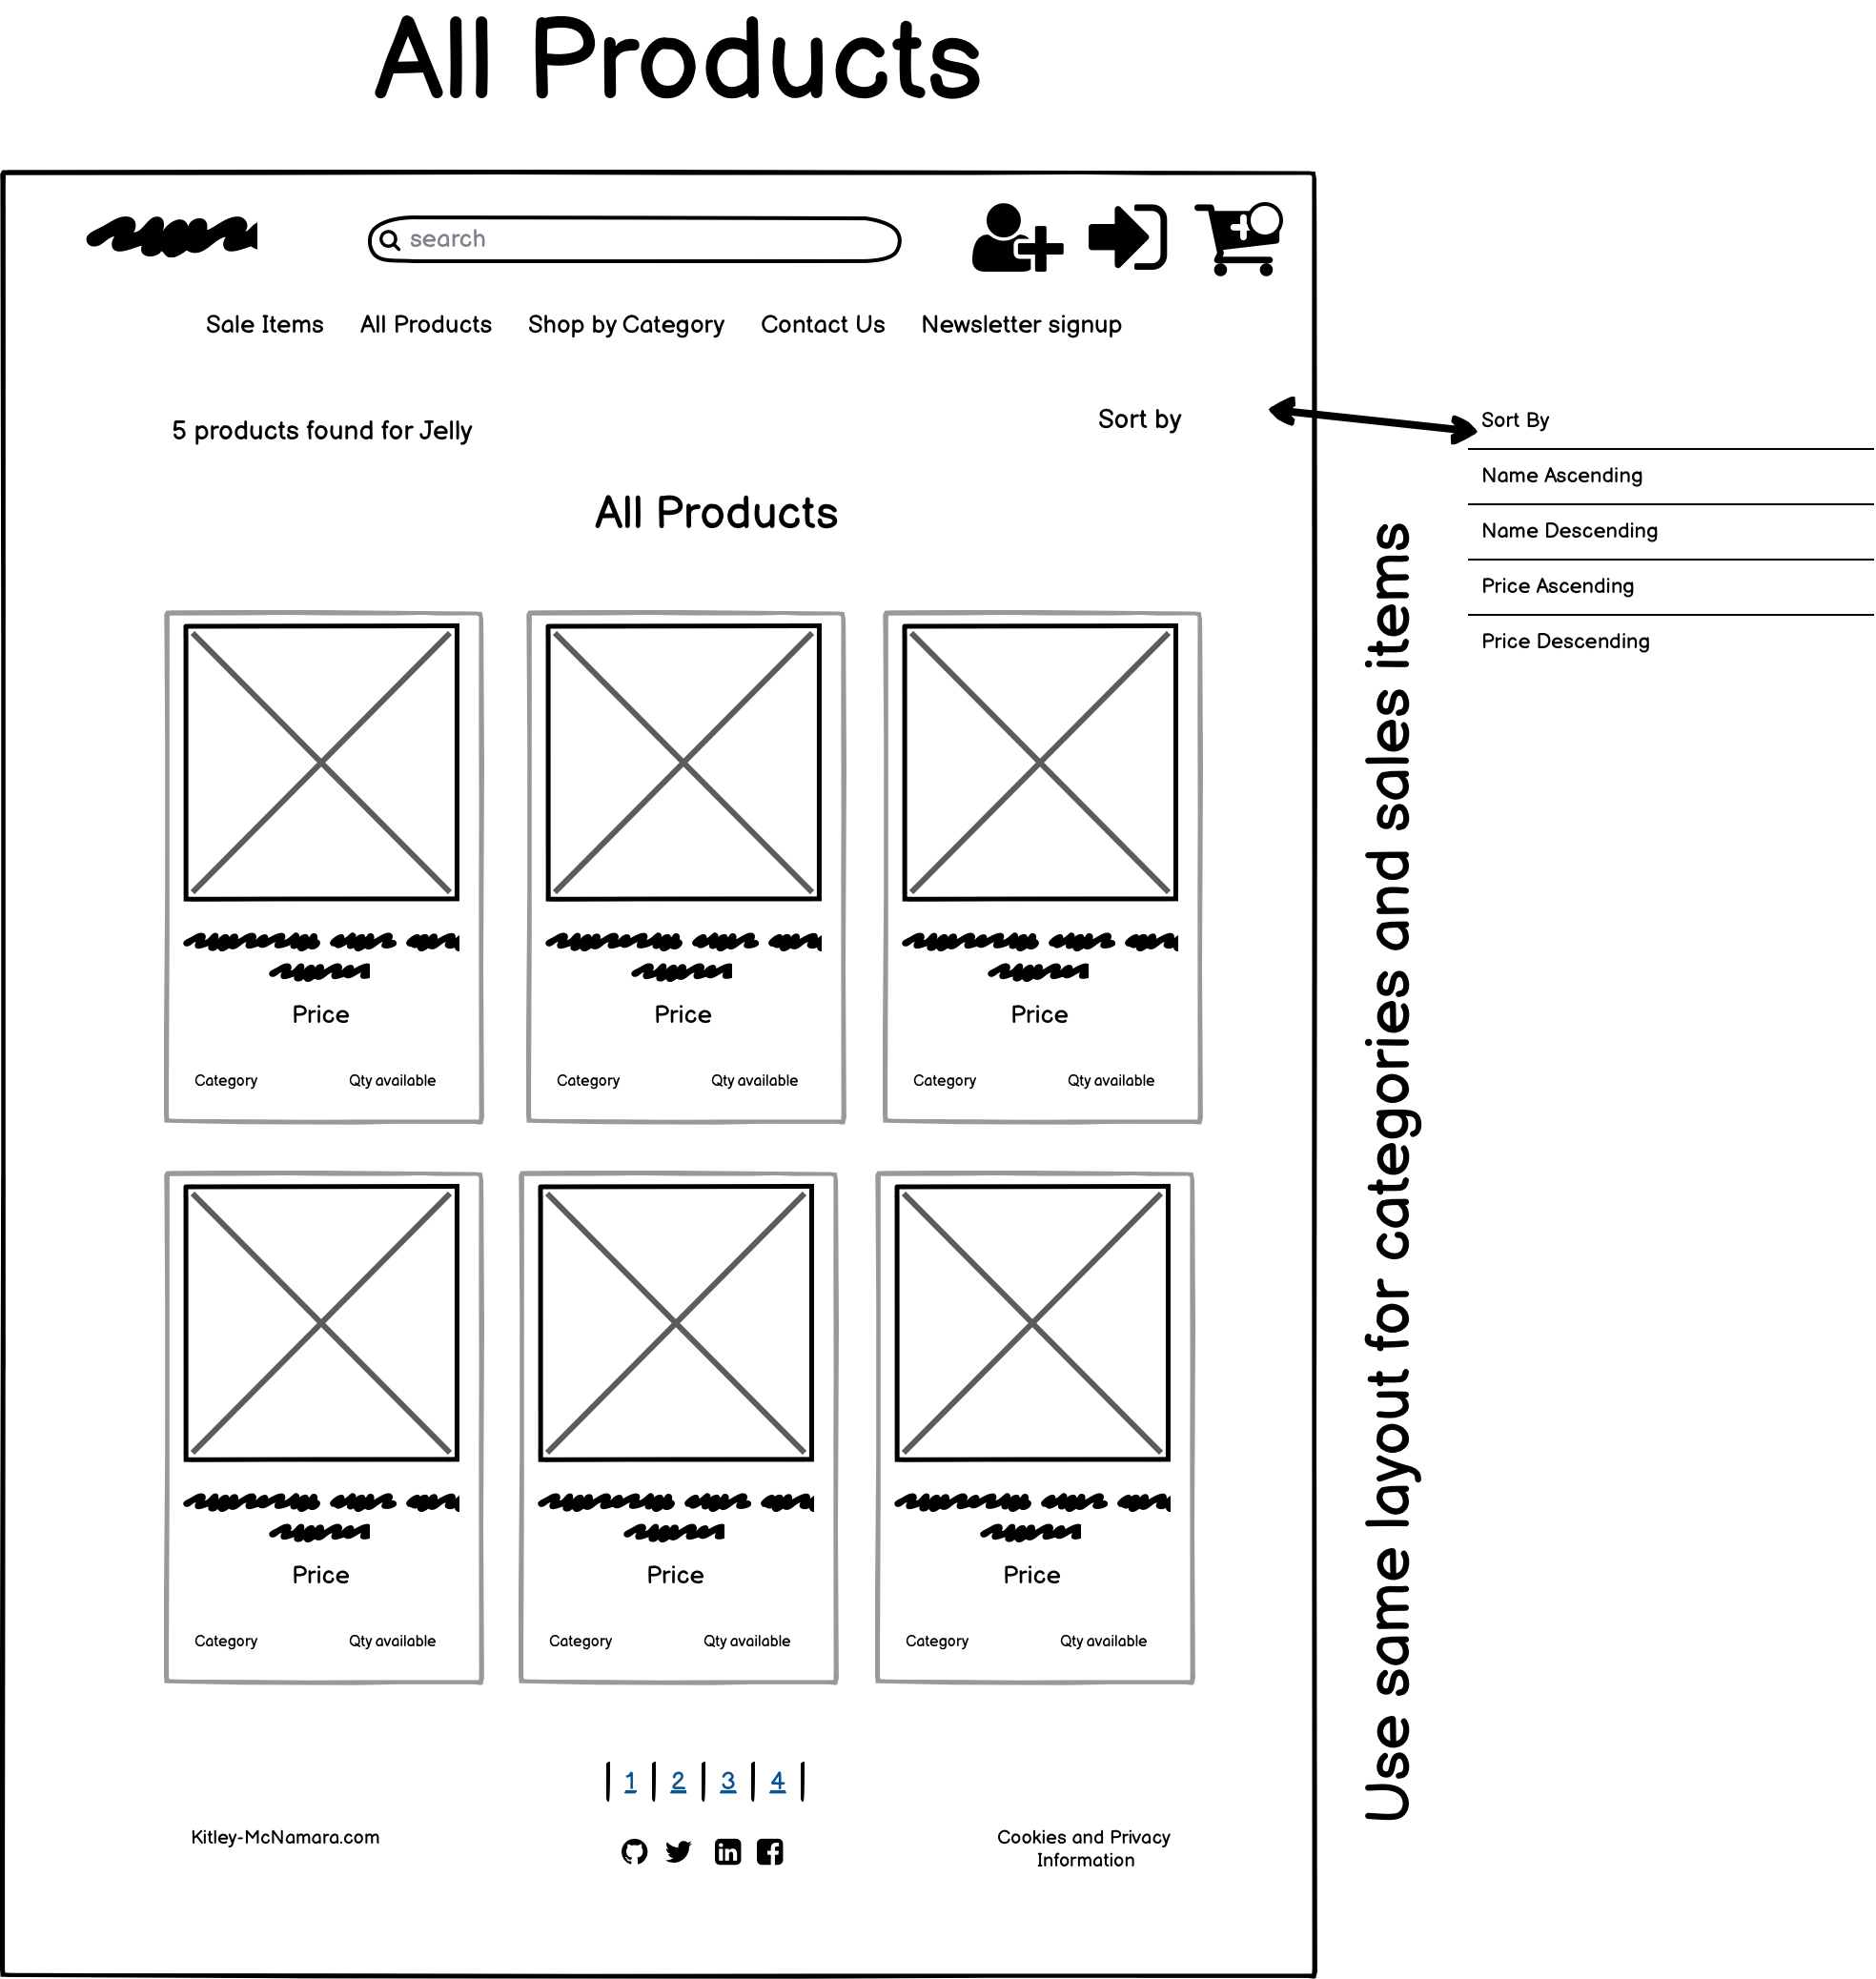 All Products
search
Sale Items All Products Shop by Category Contact Us Newsletter signup
5 products found for Jelly
Sort by
All Products
Price Price Price
Category Qty available Category Qty available Category Qty available
Price Price Price
Category Qty available Category Qty available Category Qty available
1 2 3 4
Kitley-McNamara.com
Cookies and Privacy
Information
Use same layout for categories and sales items
Sort By
Name Ascending
Name Descending
Price Ascending
Price Descending